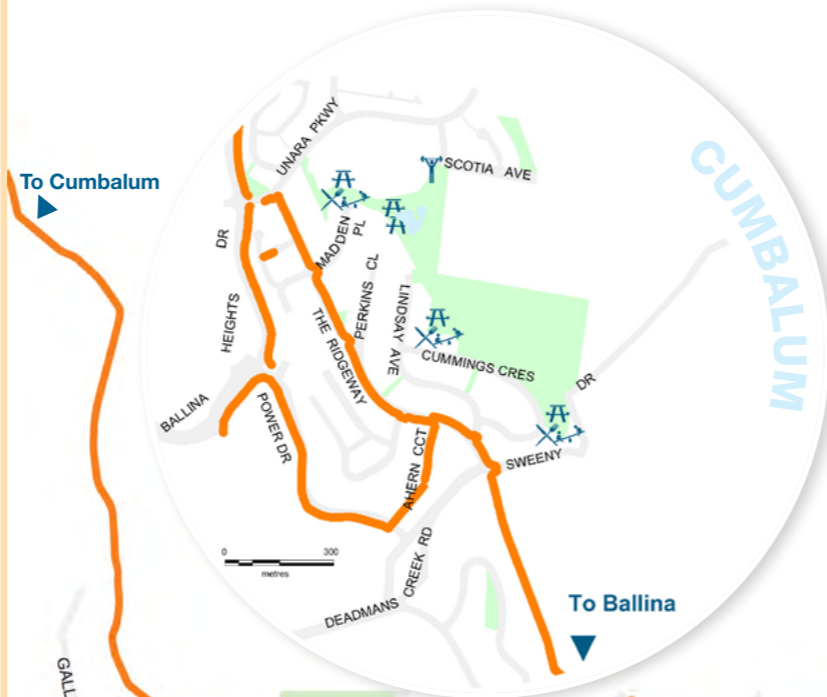 To Cumbalum
CUMBALUM
UNARA PKWY
SCOTIA AVE
MADDEN PL
DR
HEIGHTS
BALLINA
PERKINS CL
LINDSAY AVE
THE RIDGEWAY
CUMMINGS CRES
DR
SWEENY
POWER DR
AHERN CCT
0 300
metres
DEADMANS CREEK RD
To Ballina
GALL